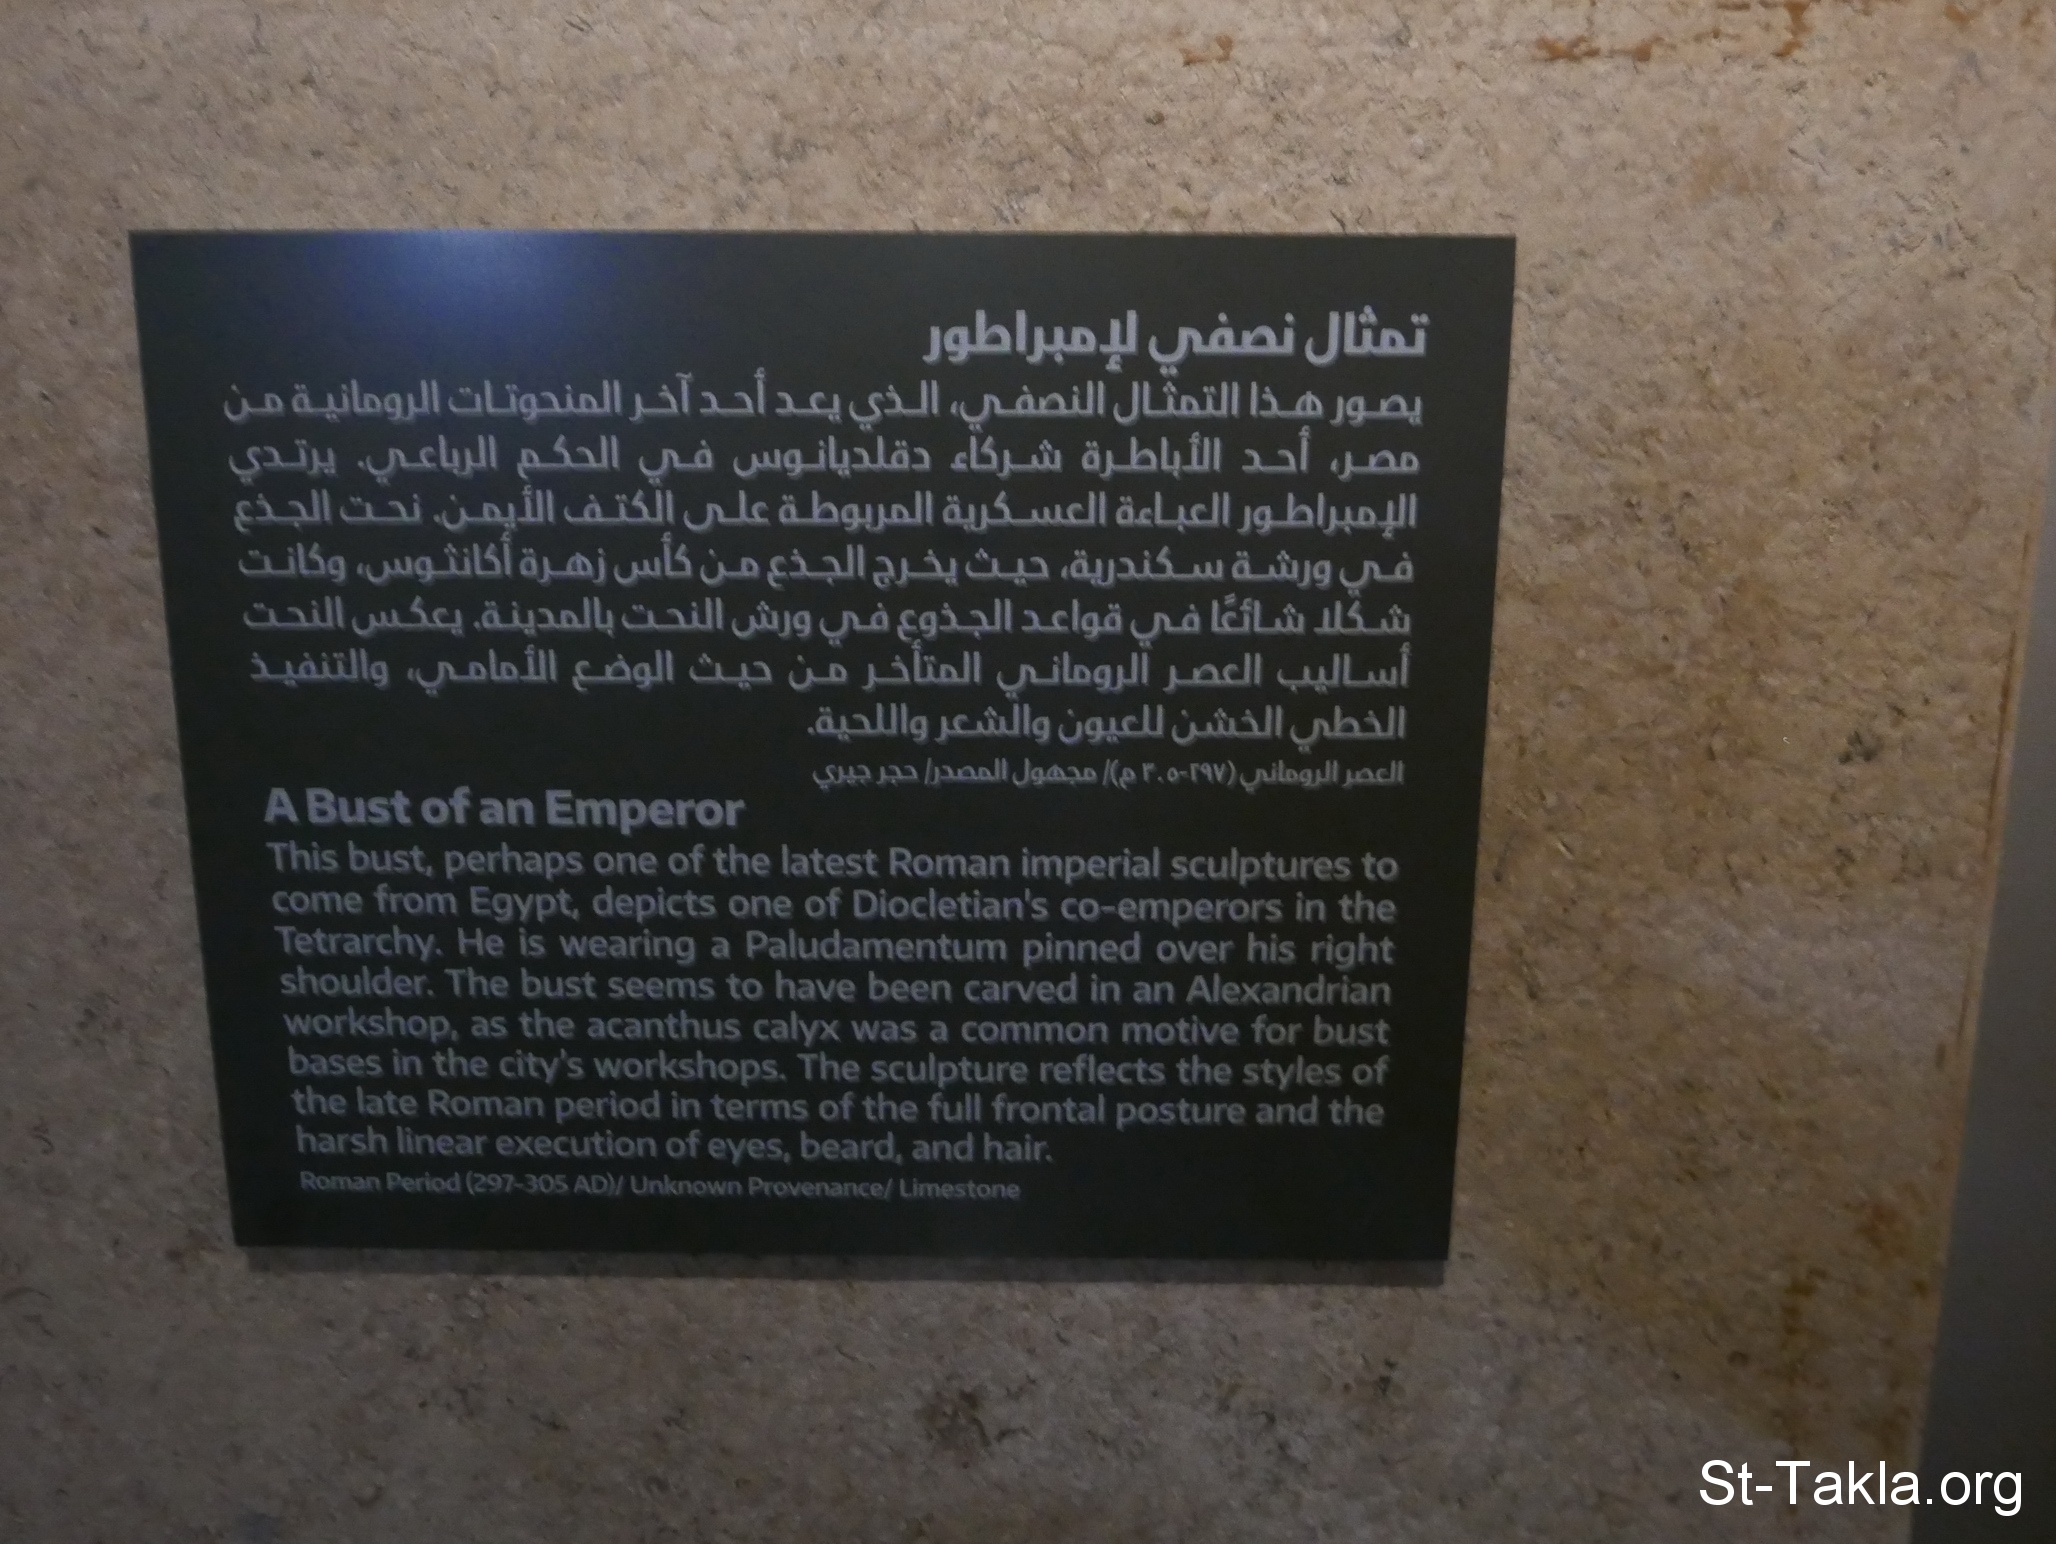 تمثال نصفي لإمبراطور
يصور هذا التمثال النصفي، الذي يعد أحد آخر المنحوتات الرومانية من
مصر، أحد الأباطرة شركاء دقلديانوس في الحكم الرباعي. يرتدي
الإمبراطور العباءة العسكرية المربوطة على الكتف الأيمن. نحت الجذع
في ورشة سكندرية، حيث يخرج الجذع من كأس زهرة أكانثوس، وكانت
شكلا شائعًا في قواعد الجذوع في ورش النحت بالمدينة. يعكس النحت
أساليب العصر الروماني المتأخر من حيث الوضع الأمامي، والتنفيذ
الخطي الخشن للعيون والشعر واللحية.
العصر الروماني (٢٩٧-٣٠٥ م)/ مجهول المصدر/ حجر جيري
A Bust of an Emperor
This bust, perhaps one of the latest Roman imperial sculptures to
come from Egypt, depicts one of Diocletian's co-emperors in the
Tetrarchy. He is wearing a Paludamentum pinned over his right
shoulder. The bust seems to have been carved in an Alexandrian
workshop, as the acanthus calyx was a common motive for bust
bases in the city's workshops. The sculpture reflects the styles of
the late Roman period in terms of the full frontal posture and the
harsh linear execution of eyes, beard, and hair.
Roman Period (297-305 AD)/ Unknown Provenance/ Limestone
St-Takla.org